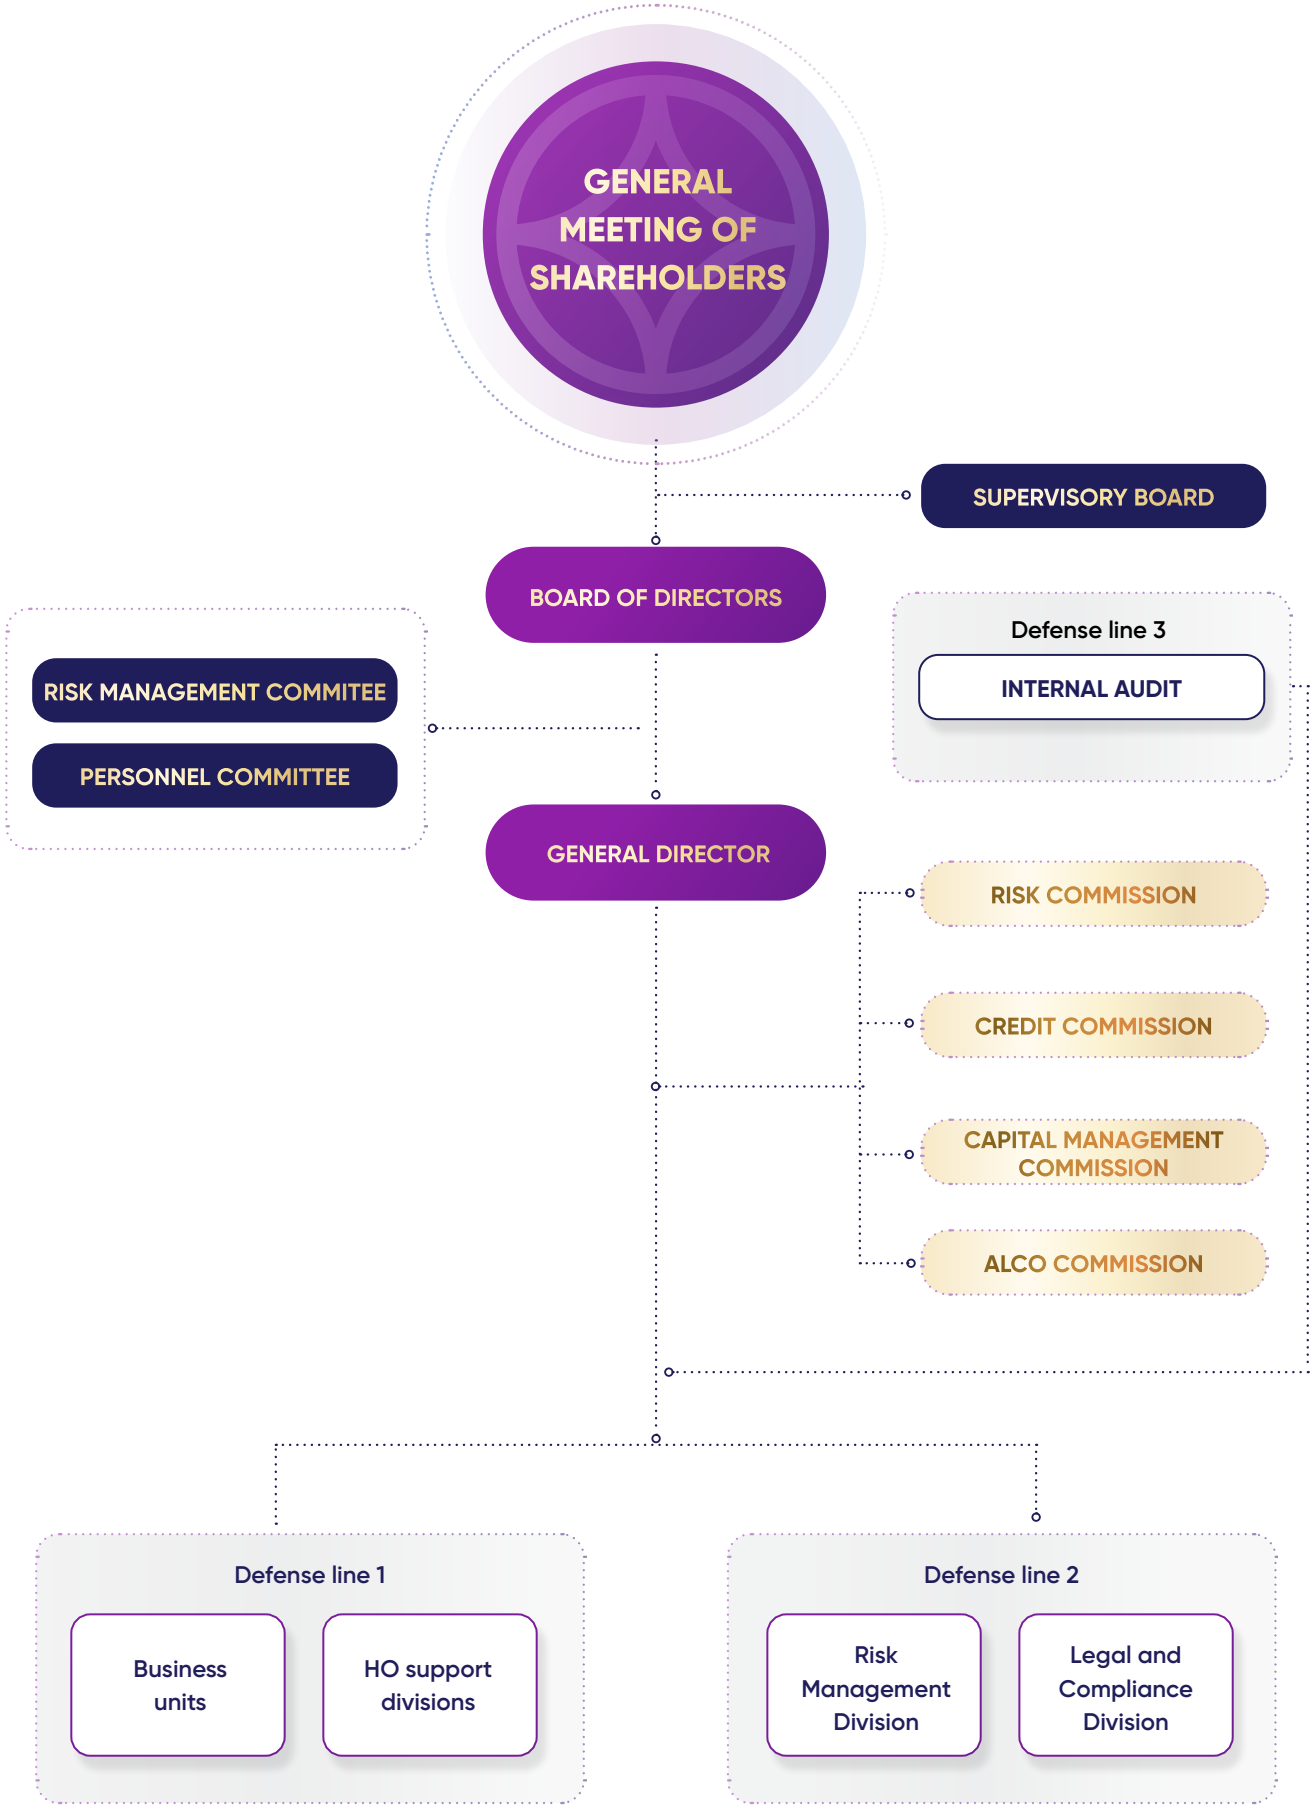 GENERAL
MEETING OF
SHAREHOLDERS
SUPERVISORY BOARD
BOARD OF DIRECTORS
Defense line 3
INTERNAL AUDIT
RISK MANAGEMENT COMMITEE
PERSONNEL COMMITTEE
GENERAL DIRECTOR
RISK COMMISSION
CREDIT COMMISSION
CAPITAL MANAGEMENT
COMMISSION
ALCO COMMISSION
Defense line 1
Business
units
HO support
divisions
Defense line 2
Risk
Management
Division
Legal and
Compliance
Division